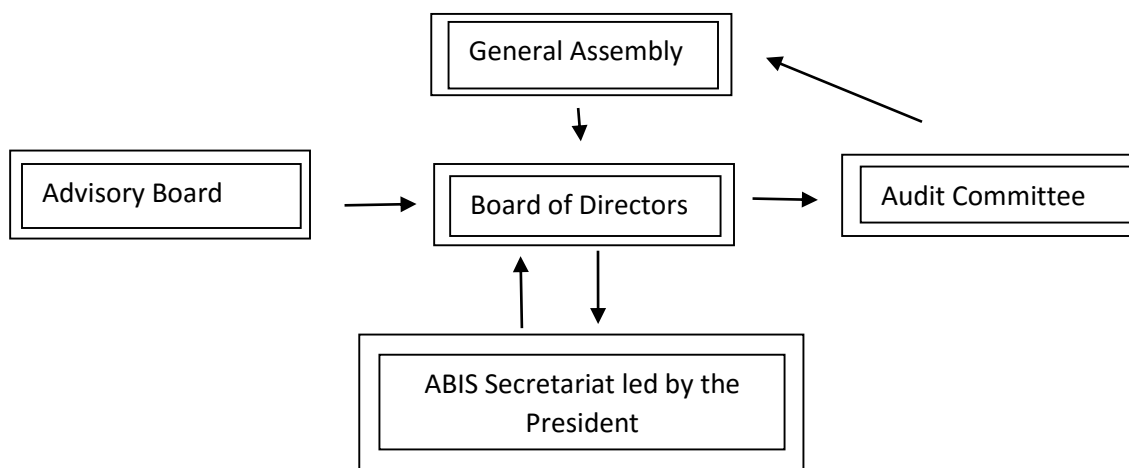 General Assembly
Advisory Board
Board of Directors
Audit Committee
ABIS Secretariat led by the
President